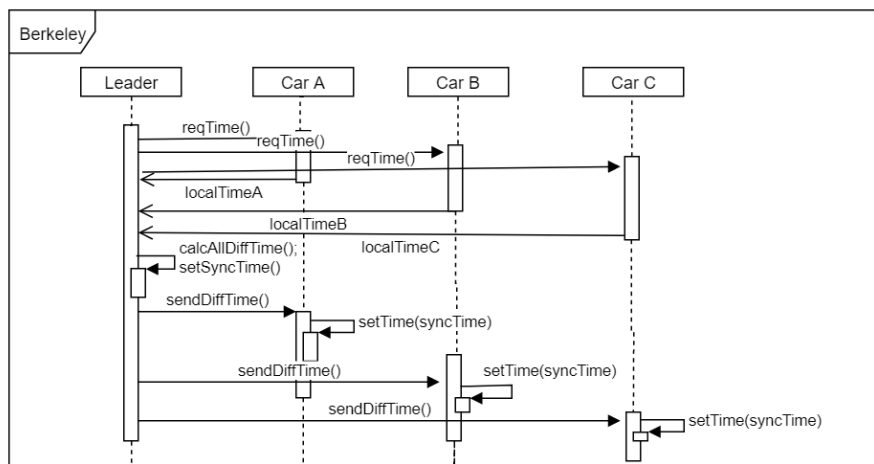 Berkeley
Leader
Car A
Car B
Car C
reqTime()
reqTime()
reqTime()
localTimeA
localTimeB
localTimeC
calcAllDiffTime();
setSyncTime()
sendDiffTime()
setTime(syncTime)
sendDiffTime()
setTime(syncTime)
sendDiffTime()
setTime(syncTime)